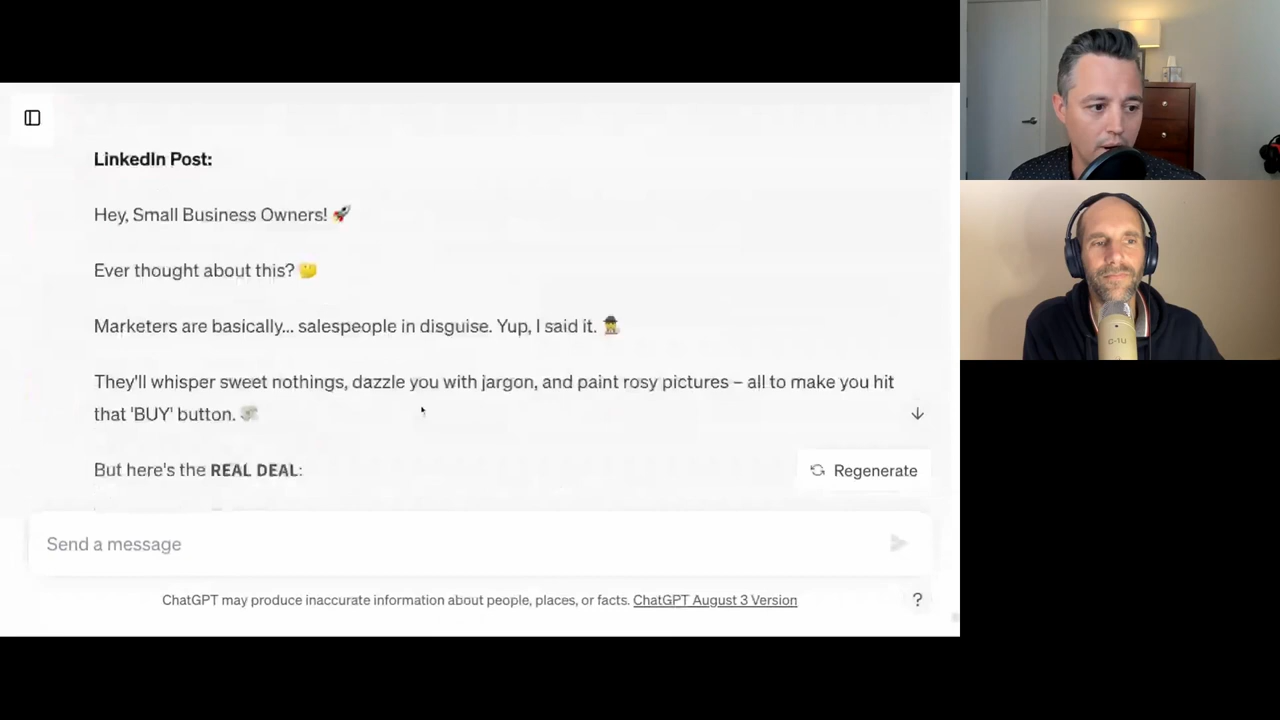 LinkedIn Post:
Hey, Small Business Owners! 🚀
Ever thought about this? 🤔
Marketers are basically... salespeople in disguise. Yup, I said it. 🕵️
They'll whisper sweet nothings, dazzle you with jargon, and paint rosy pictures – all to make you hit
that 'BUY' button.
But here's the REAL DEAL:
Regenerate
Send a message
ChatGPT may produce inaccurate information about people, places, or facts. ChatGPT August 3 Version
?
C-1U